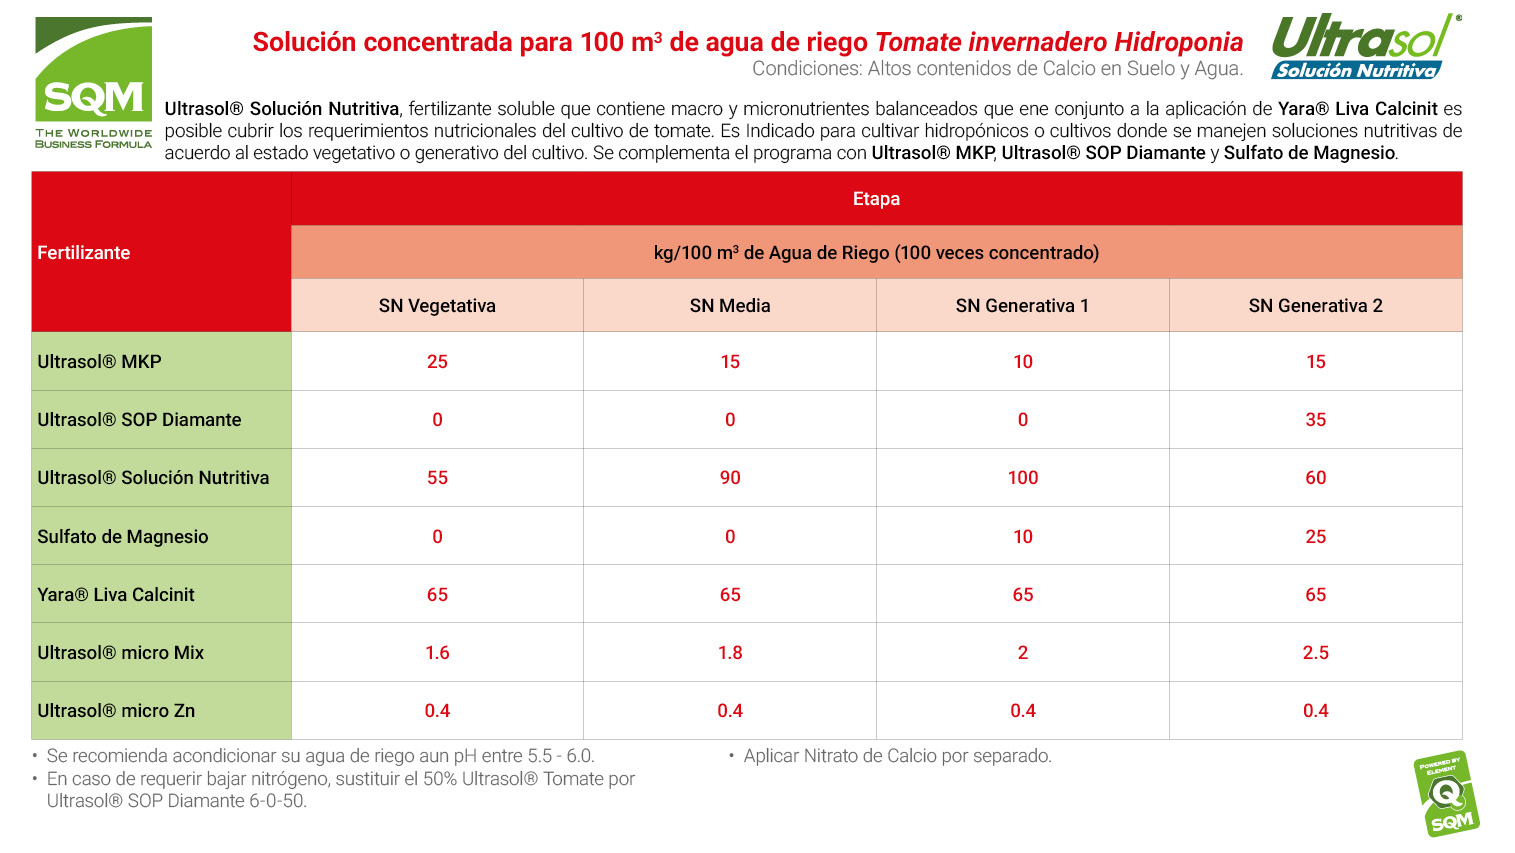 SQM
THE WORLDWIDE
BUSINESS FORMULA
Solución concentrada para 100 m³ de agua de riego Tomate invernadero Hidroponia
Condiciones: Altos contenidos de Calcio en Suelo y Agua.
Ultrasol®
Solución Nutritiva
Ultrasol® Solución Nutritiva, fertilizante soluble que contiene macro y micronutrientes balanceados que ene conjunto a la aplicación de Yara® Liva Calcinit es
posible cubrir los requerimientos nutricionales del cultivo de tomate. Es Indicado para cultivar hidropónicos o cultivos donde se manejen soluciones nutritivas de
acuerdo al estado vegetativo o generativo del cultivo. Se complementa el programa con Ultrasol® MKP, Ultrasol® SOP Diamante y Sulfato de Magnesio.
Fertilizante
Etapa
kg/100 m³ de Agua de Riego (100 veces concentrado)
SN Vegetativa SN Media SN Generativa 1 SN Generativa 2
Ultrasol® MKP 25 15 10 15
Ultrasol® SOP Diamante 0 0 0 35
Ultrasol® Solución Nutritiva 55 90 100 60
Sulfato de Magnesio 0 0 10 25
Yara® Liva Calcinit 65 65 65 65
Ultrasol® micro Mix 1.6 1.8 2 2.5
Ultrasol® micro Zn 0.4 0.4 0.4 0.4
• Se recomienda acondicionar su agua de riego aun pH entre 5.5 - 6.0.
• En caso de requerir bajar nitrógeno, sustituir el 50% Ultrasol® Tomate por
Ultrasol® SOP Diamante 6-0-50.
• Aplicar Nitrato de Calcio por separado.
POWERED BY
ELEMENT
Q
SQM